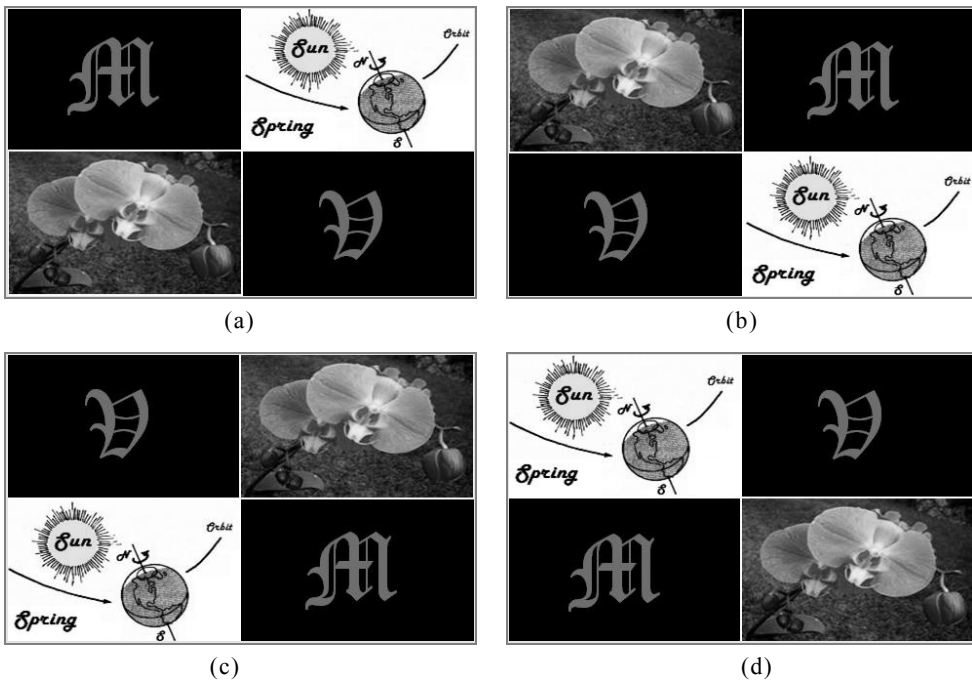 M
Sun
Orbit
N
Spring
S
V
(a)
M
V
Sun
Orbit
N
Spring
S
(b)
V
Sun
Orbit
N
Spring
S
M
(c)
Sun
Orbit
N
Spring
S
V
M
(d)